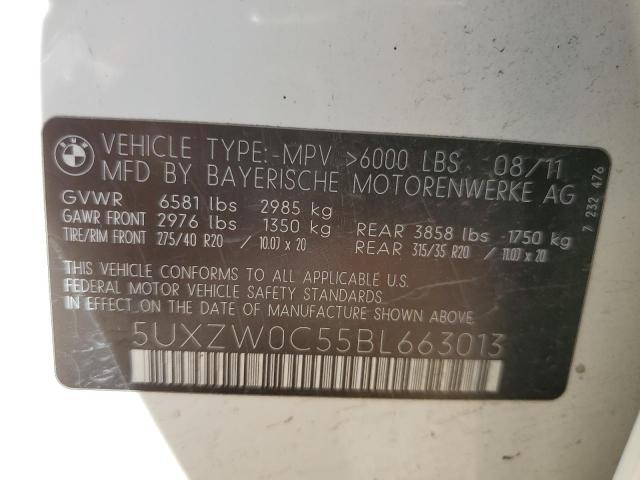 BMW
VEHICLE TYPE:-MPV >6000 LBS 08/11
MFD BY BAYERISCHE MOTORENWERKE AG
GVWR 6581 lbs 2985 kg
GAWR FRONT 2976 lbs 1350 kg REAR 3858 lbs -1750 kg
TIRE/RIM FRONT 275/40 R20 / 10.0J x 20 REAR 315/35 R20 / 11.0J x 20
THIS VEHICLE CONFORMS TO ALL APPLICABLE U.S.
FEDERAL MOTOR VEHICLE SAFETY STANDARDS
IN EFFECT ON THE DATE OF MANUFACTURE SHOWN ABOVE.
5UXZW0C55BL663013
7 232 476